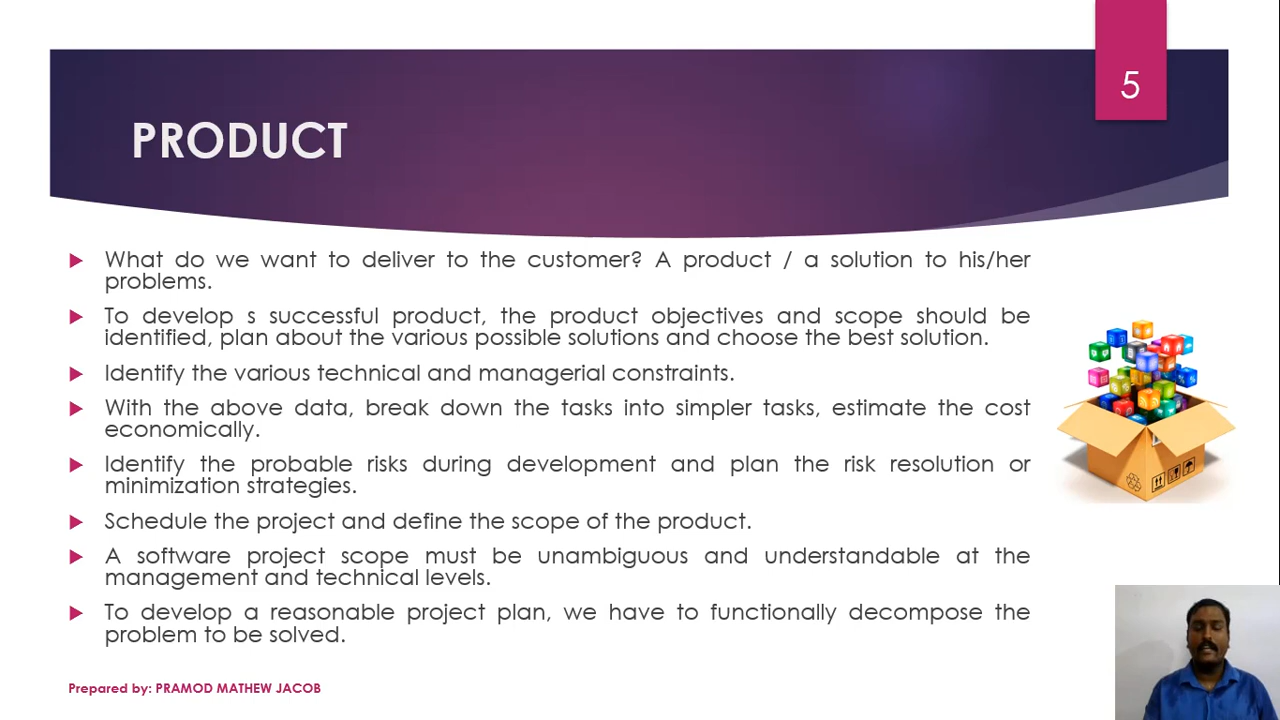 5
PRODUCT
What do we want to deliver to the customer? A product / a solution to his/her
problems.
To develop s successful product, the product objectives and scope should be
identified, plan about the various possible solutions and choose the best solution.
Identify the various technical and managerial constraints.
With the above data, break down the tasks into simpler tasks, estimate the cost
economically.
Identify the probable risks during development and plan the risk resolution or
minimization strategies.
Schedule the project and define the scope of the product.
A software project scope must be unambiguous and understandable at the
management and technical levels.
To develop a reasonable project plan, we have to functionally decompose the
problem to be solved.
Prepared by: PRAMOD MATHEW JACOB